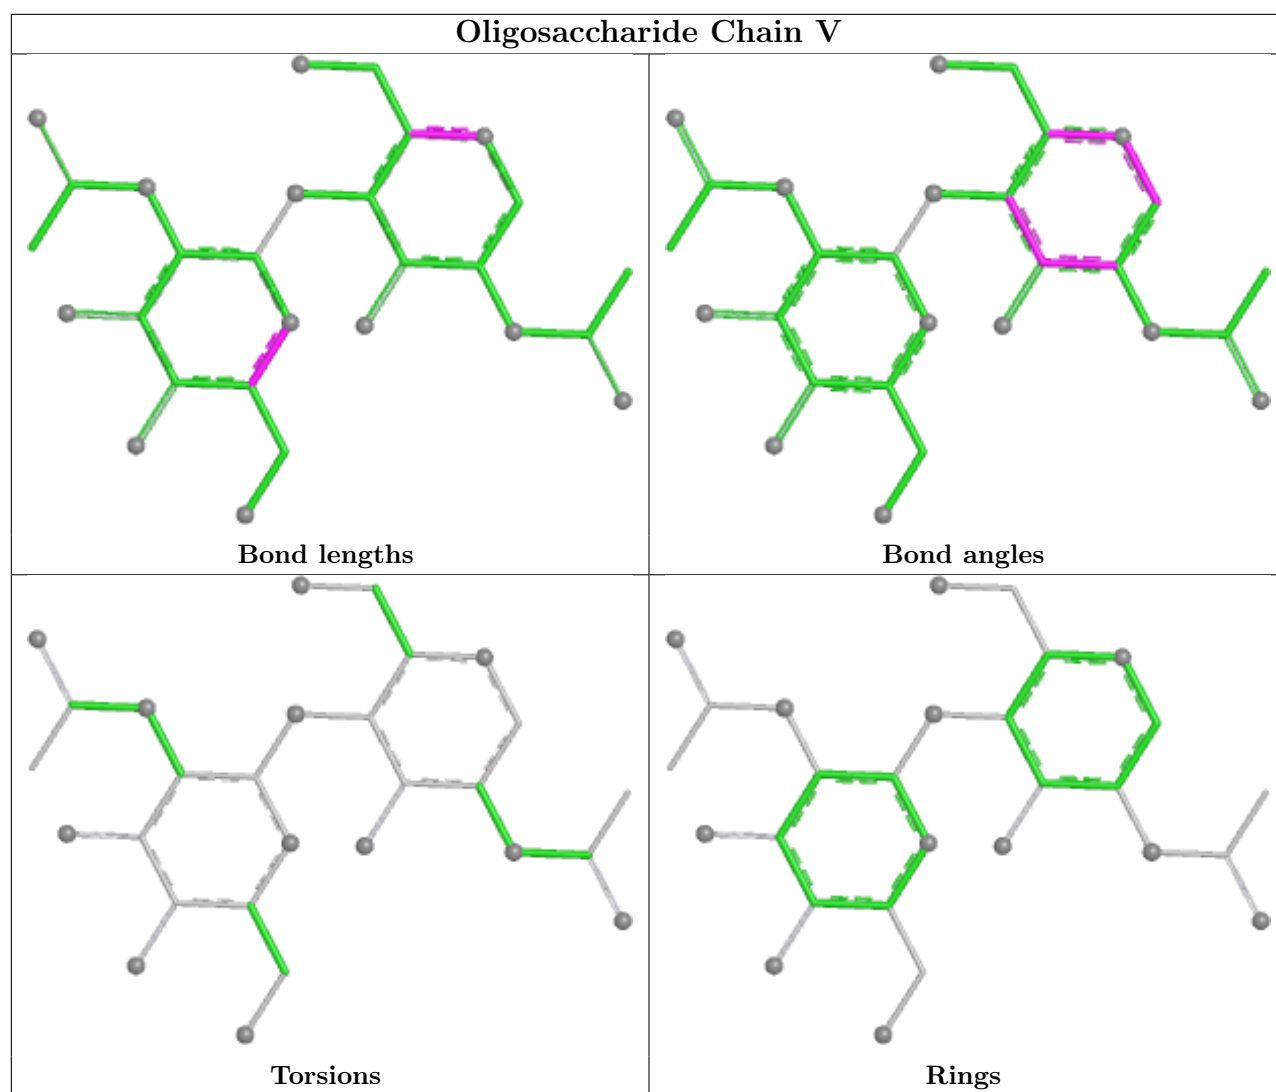 Oligosaccharide Chain V
Bond lengths
Bond angles
Torsions
Rings